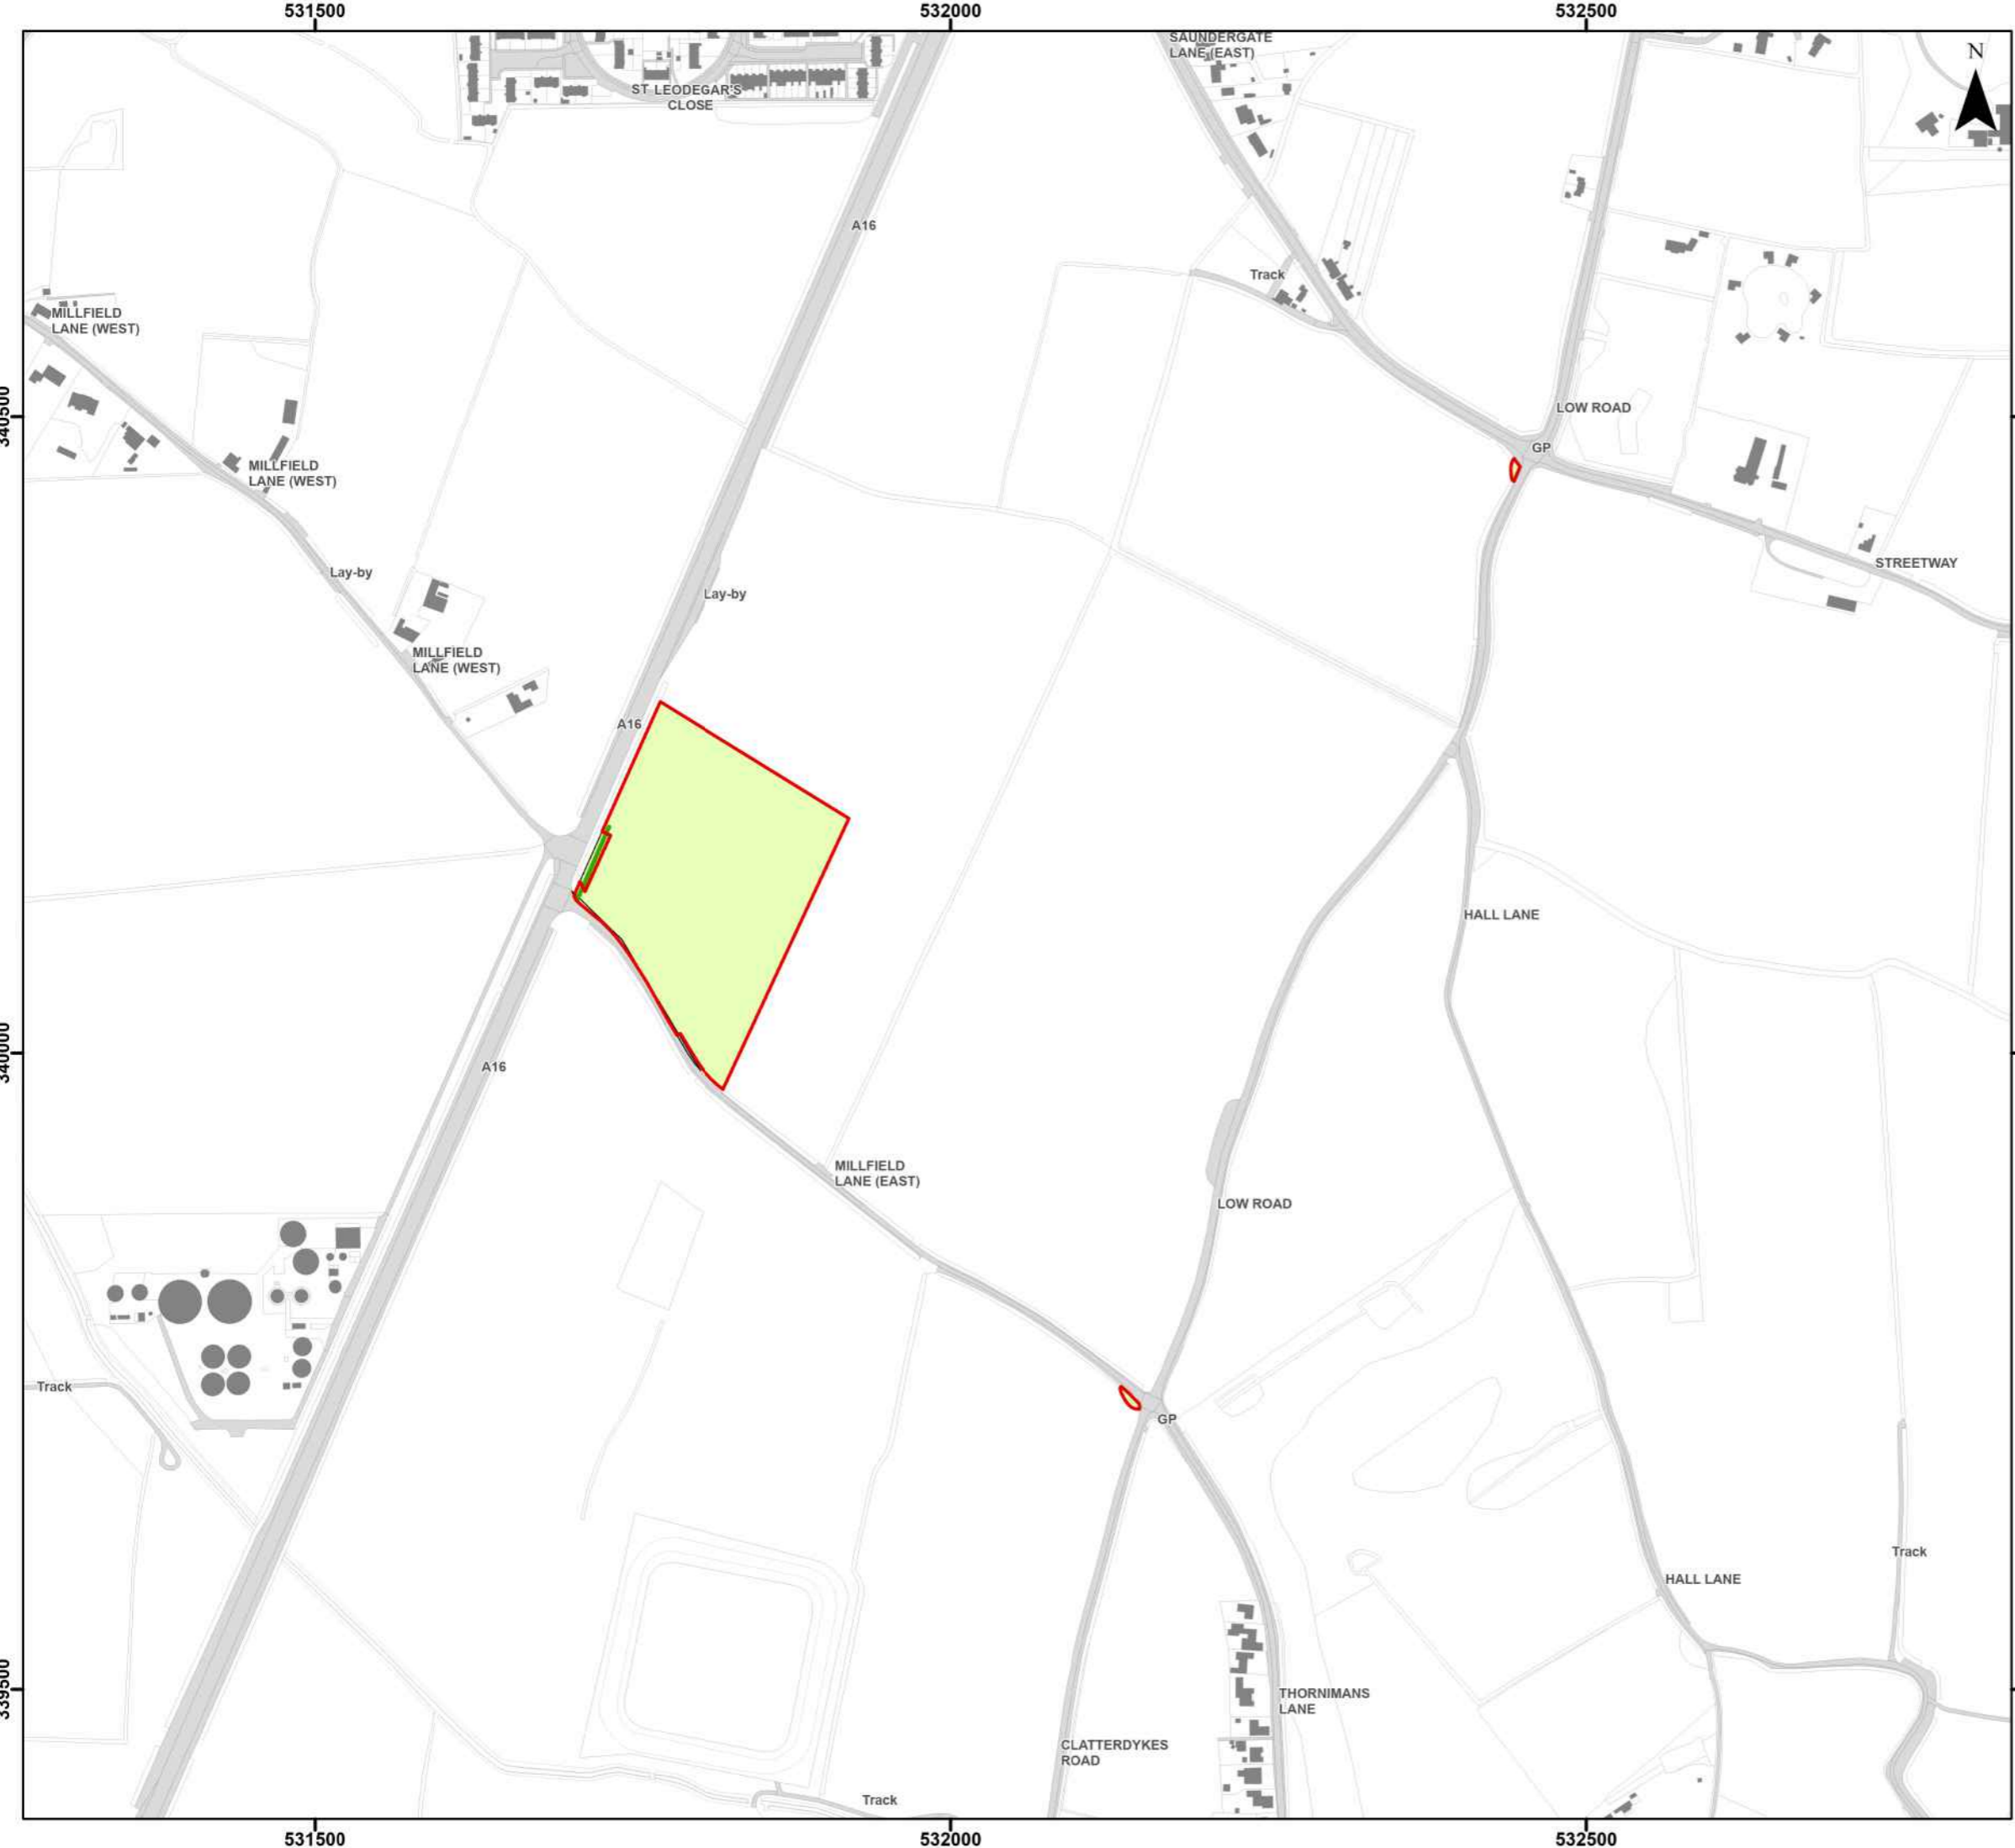 531500
532000
532500
SAUNDERGATE
LANE (EAST)
N
ST LEODEGAR'S
CLOSE
A16
Track
MILLFIELD
LANE (WEST)
LOW ROAD
340500
GP
MILLFIELD
LANE (WEST)
STREETWAY
Lay-by
Lay-by
MILLFIELD
LANE (WEST)
A16
HALL LANE
340000
A16
MILLFIELD
LANE (EAST)
LOW ROAD
Track
GP
Track
HALL LANE
339500
THORNIMANS
LANE
CLATTERDYKES
ROAD
Track
531500
532000
532500